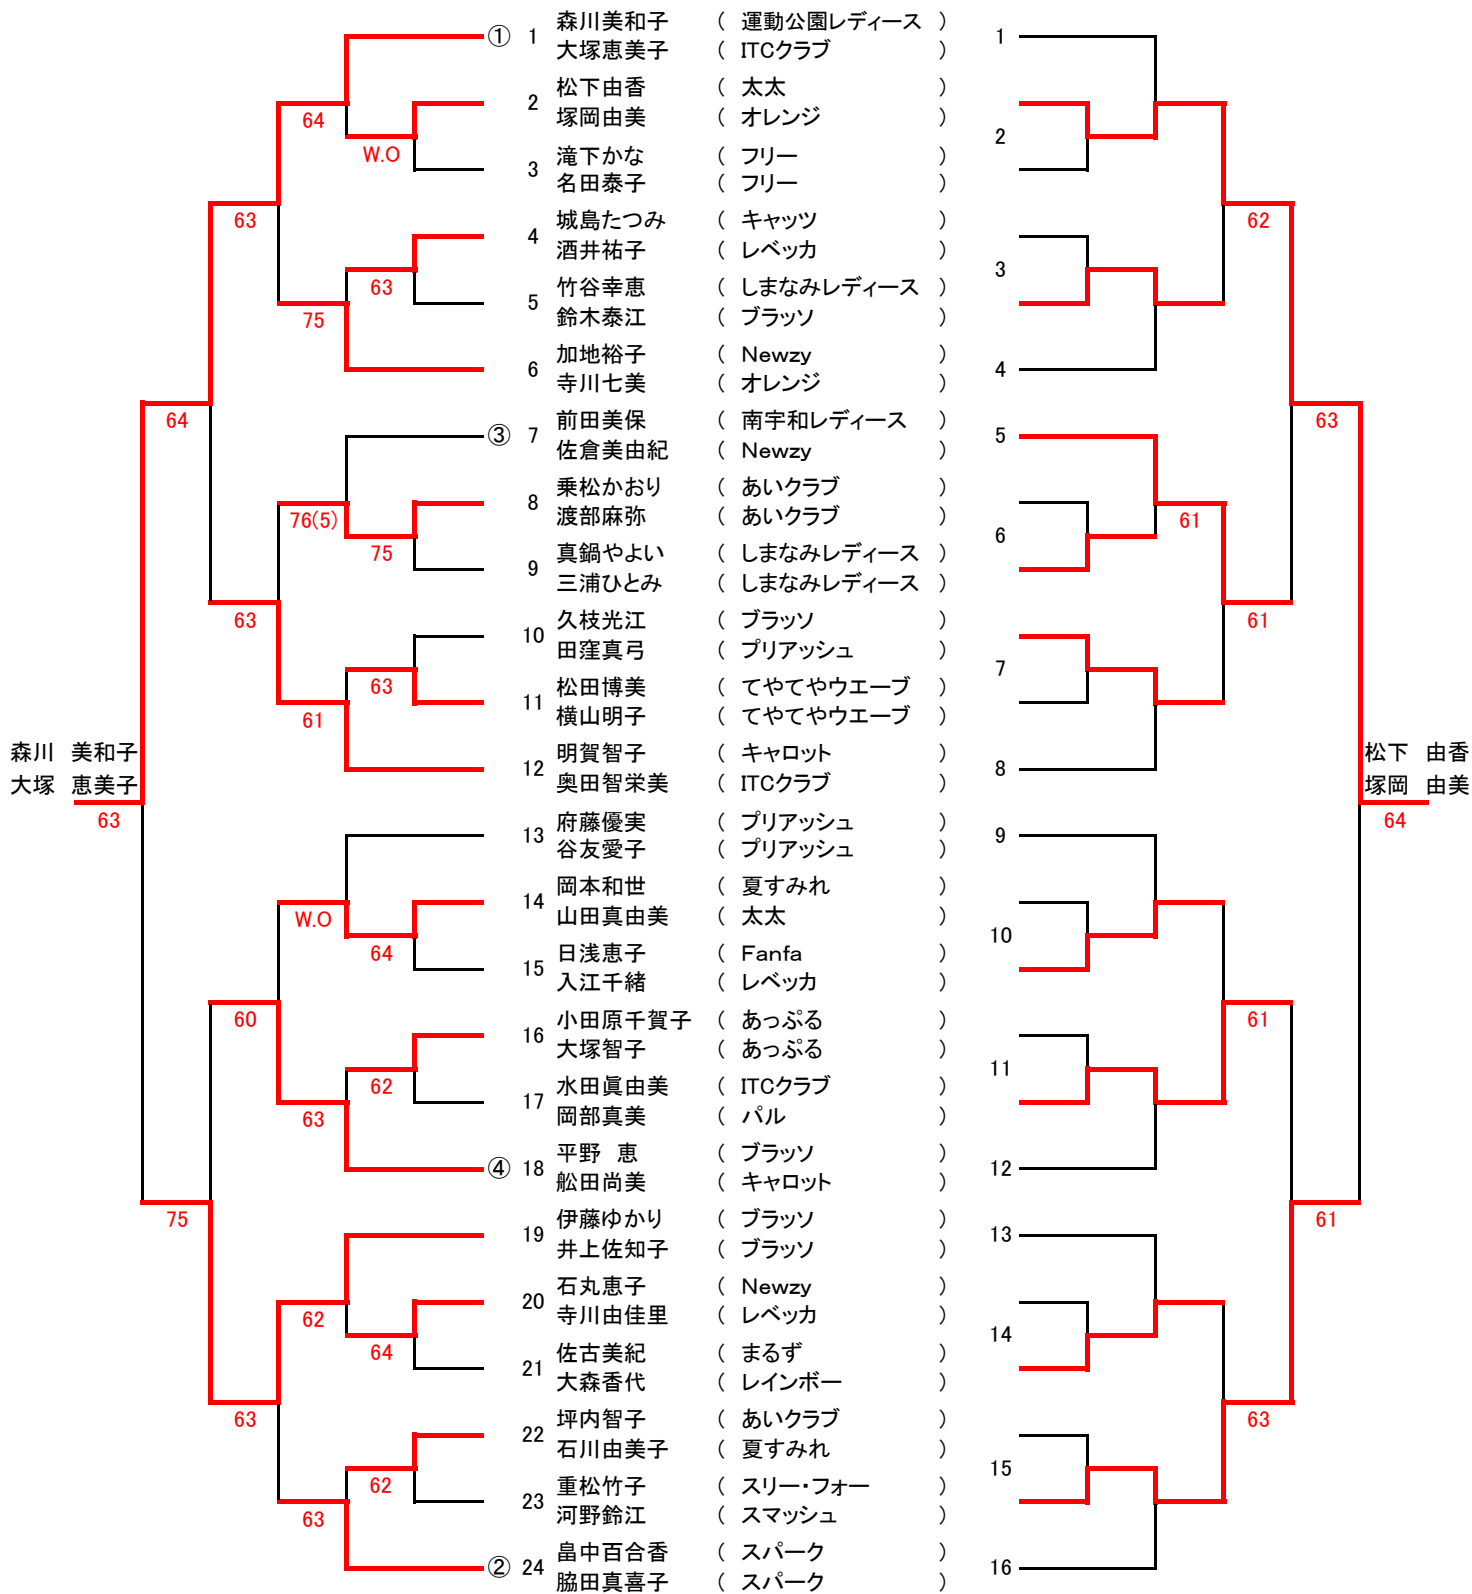 ① 1 森川美和子 ( 運動公園レディース ) 1
大塚恵美子 ( ITCクラブ )
2 松下由香 ( 太太 )
塚岡由美 ( オレンジ )
64
2
W.O
3 滝下かな ( フリー )
名田泰子 ( フリー )
63 62
4 城島たつみ ( キャッツ )
酒井祐子 ( レベッカ )
63 3
5 竹谷幸恵 ( しまなみレディース )
鈴木泰江 ( ブラッソ )
75
6 加地裕子 ( Newzy ) 4
寺川七美 ( オレンジ )
64 63
③ 7 前田美保 ( 南宇和レディース ) 5
佐倉美由紀 ( Newzy )
8 乗松かおり ( あいクラブ )
渡部麻弥 ( あいクラブ )
76(5) 61
75 6
9 真鍋やよい ( しまなみレディース )
三浦ひとみ ( しまなみレディース )
63 61
10 久枝光江 ( ブラッソ )
田窪真弓 ( プリアッシュ )
63 7
11 松田博美 ( てやてやウエーブ )
横山明子 ( てやてやウエーブ )
61
12 明賀智子 ( キャロット ) 8
奥田智栄美 ( ITCクラブ )
森川 美和子 松下 由香
大塚 恵美子 塚岡 由美
63 64
13 府藤優実 ( プリアッシュ ) 9
谷友愛子 ( プリアッシュ )
14 岡本和世 ( 夏すみれ )
山田真由美 ( 太太 )
W.O
64 10
15 日浅恵子 ( Fanfa )
入江千緒 ( レベッカ )
60 61
16 小田原千賀子 ( あっぷる )
大塚智子 ( あっぷる )
62 11
17 水田眞由美 ( ITCクラブ )
岡部真美 ( パル )
63
④ 18 平野 恵 ( ブラッソ ) 12
舩田尚美 ( キャロット )
75 61
19 伊藤ゆかり ( ブラッソ ) 13
井上佐知子 ( ブラッソ )
20 石丸恵子 ( Newzy )
寺川由佳里 ( レベッカ )
62
64 14
21 佐古美紀 ( まるず )
大森香代 ( レインボー )
63 63
22 坪内智子 ( あいクラブ )
石川由美子 ( 夏すみれ )
62 15
23 重松竹子 ( スリー・フォー )
河野鈴江 ( スマッシュ )
63
② 24 畠中百合香 ( スパーク ) 16
脇田真喜子 ( スパーク )